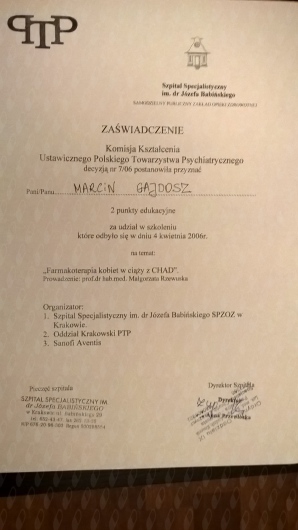 PTP
Szpital Specjalistyczny
im. dr Józefa Babińskiego
SAMODZIELNY PUBLICZNY ZAKŁAD OPIEKI ZDROWOTNEJ
ZAŚWIADCZENIE
Komisja Kształcenia
Ustawicznego Polskiego Towarzystwa Psychiatrycznego
decyzją nr 7/06 postanowiła przyznać
Pani/Panu MARCIN GAJDOSZ
2 punkty edukacyjne
za udział w szkoleniu
które odbyło się w dniu 4 kwietnia 2006r.
na temat:
„Farmakoterapia kobiet w ciąży z CHAD”.
Prowadzenie: prof.dr hab.med. Małgorzata Rzewuska
Organizator:
1. Szpital Specjalistyczny im. dr Józefa Babińskiego SPZOZ w
Krakowie.
2. Oddział Krakowski PTP
3. Sanofi Aventis
Pieczęć szpitala
Dyrektor Szpitala
SZPITAL SPECJALISTYCZNY IM.
dr Józefa BABIŃSKIEGO
w Krakowie ul. Babińskiego 29
Dyrektor